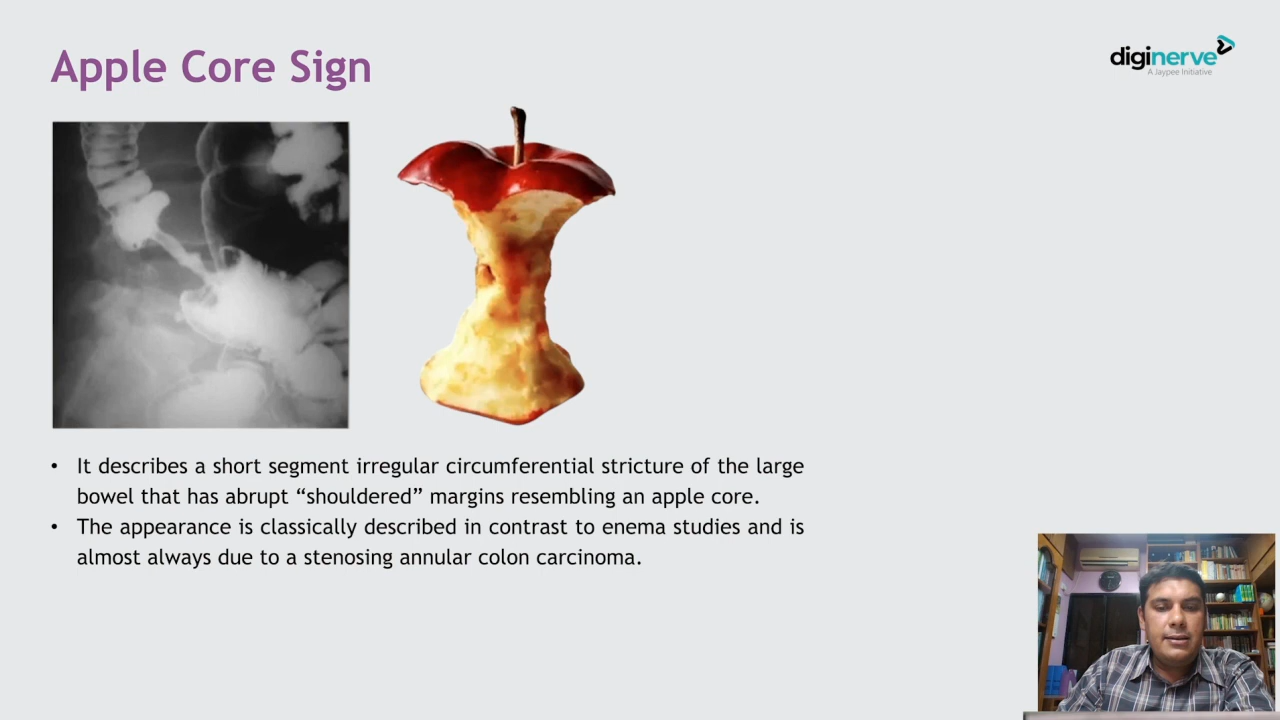 Apple Core Sign
diginerve
A Jaypee Initiative
• It describes a short segment irregular circumferential stricture of the large
bowel that has abrupt “shouldered” margins resembling an apple core.
• The appearance is classically described in contrast to enema studies and is
almost always due to a stenosing annular colon carcinoma.